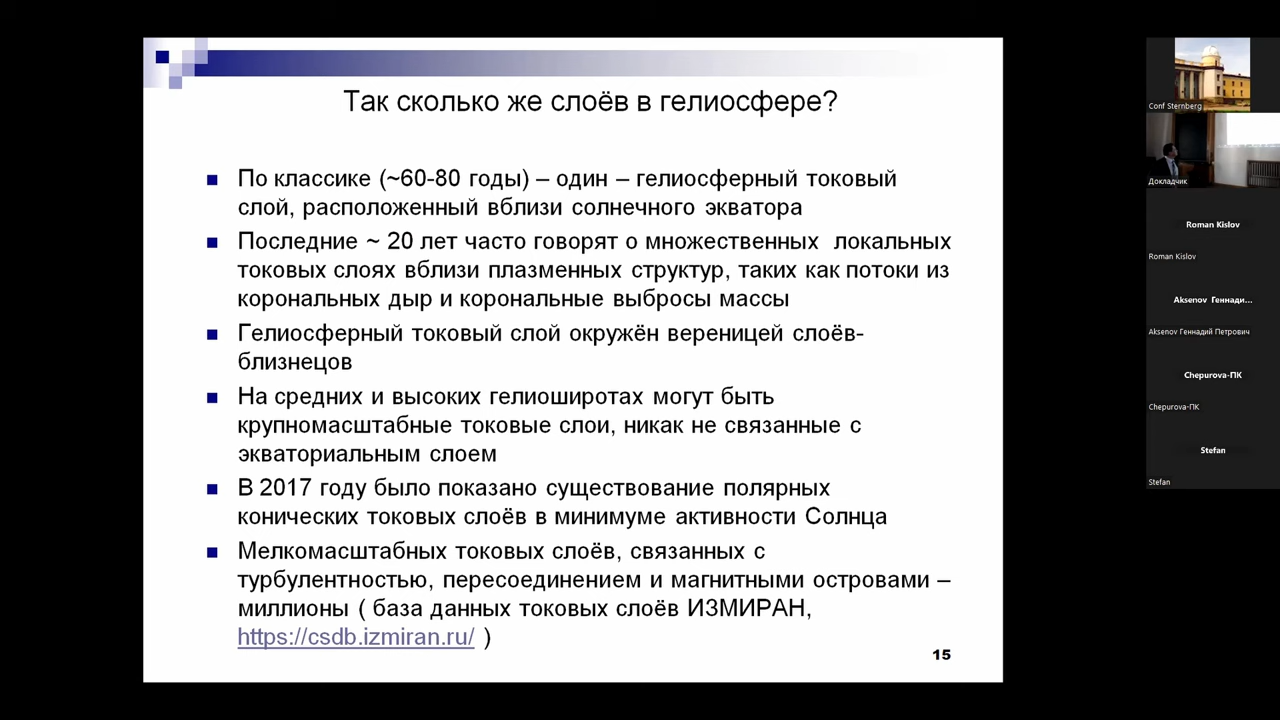 Так сколько же слоёв в гелиосфере?
По классике (~60-80 годы) – один – гелиосферный токовый
слой, расположенный вблизи солнечного экватора
Последние ~ 20 лет часто говорят о множественных локальных
токовых слоях вблизи плазменных структур, таких как потоки из
корональных дыр и корональные выбросы массы
Гелиосферный токовый слой окружён вереницей слоёв-
близнецов
На средних и высоких гелиоширотах могут быть
крупномасштабные токовые слои, никак не связанные с
экваториальным слоем
В 2017 году было показано существование полярных
конических токовых слоёв в минимуме активности Солнца
Мелкомасштабных токовых слоёв, связанных с
турбулентностью, пересоединением и магнитными островами –
миллионы ( база данных токовых слоёв ИЗМИРАН,
https://csdb.izmiran.ru/ )
15
Conf Sternberg
Докладчик
Roman Kislov
Roman Kislov
Aksenov Геннади...
Aksenov Геннадий Петрович
Chepurova-ПК
Chepurova-ПК
Stefan
Stefan